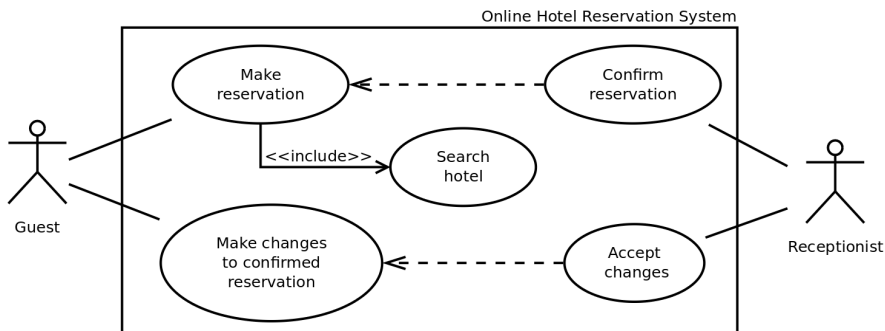 Online Hotel Reservation System
Make
reservation
Confirm
reservation
<<include>>
Search
hotel
Guest
Receptionist
Make changes
to confirmed
reservation
Accept
changes